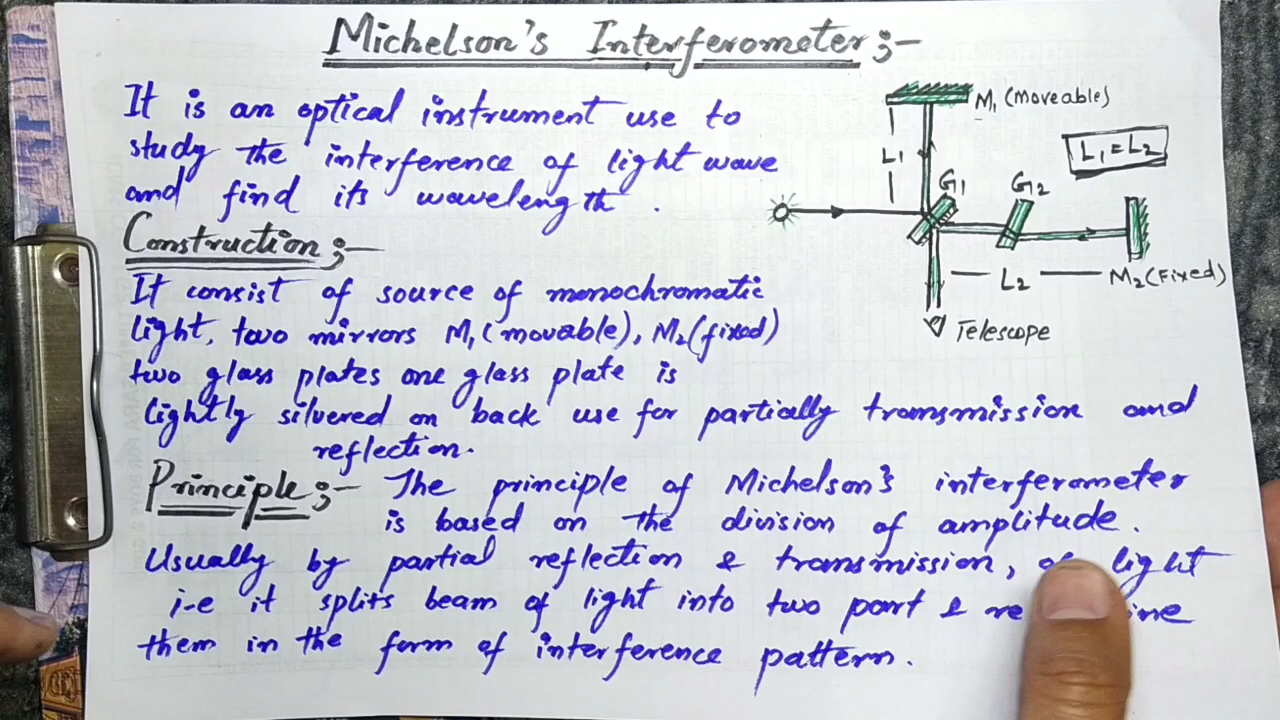 Michelson's Interferometer ;-
It is an optical instrument use to
study the interference of light wave
and find its wavelength .
M1 (moveable)
L1
L1 = L2
G1
G2
L2
M2 (Fixed)
Telescope
Construction ;-
It consist of source of monochromatic
light, two mirrors M1 (movable), M2 (fixed)
two glass plates one glass plate is
lightly silvered on back use for partially transmission and
reflection.
Principle ;- The principle of Michelson's interferometer
is based on the division of amplitude.
Usually by partial reflection & transmission, of light
i-e it splits beam of light into two part &
them in the form of interference pattern.